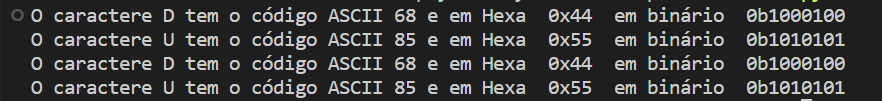 O caractere D tem o código ASCII 68 e em Hexa  0x44  em binário  0b1000100
O caractere U tem o código ASCII 85 e em Hexa  0x55  em binário  0b1010101
O caractere D tem o código ASCII 68 e em Hexa  0x44  em binário  0b1000100
O caractere U tem o código ASCII 85 e em Hexa  0x55  em binário  0b1010101